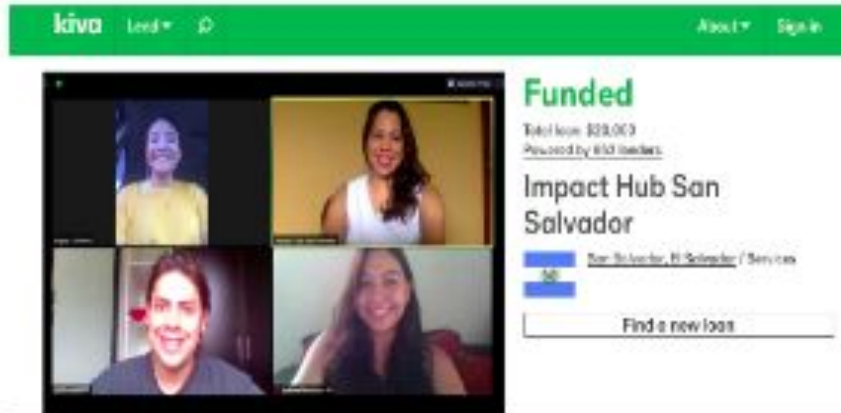 kiva Lend
About Sign in
Funded
Total loan: $20,000
Powered by lenders
Impact Hub San
Salvador
San Salvador, El Salvador / Services
Find a new loan